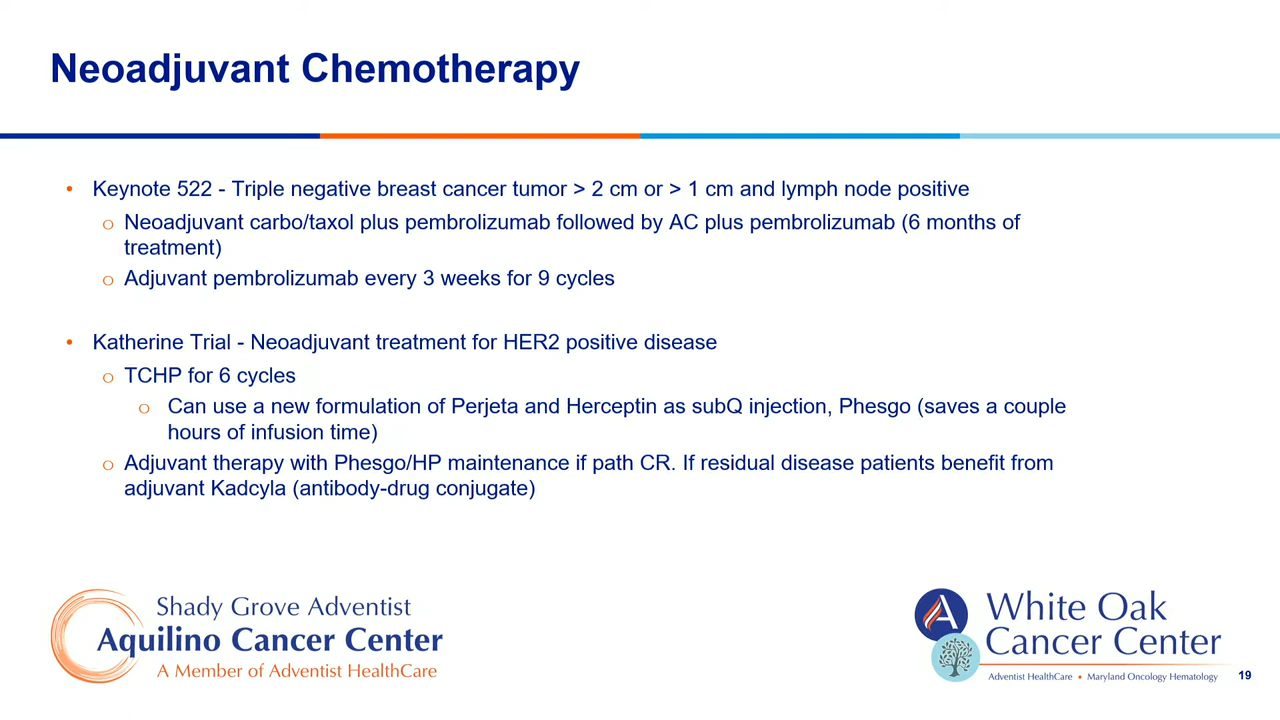 Neoadjuvant Chemotherapy
• Keynote 522 - Triple negative breast cancer tumor > 2 cm or > 1 cm and lymph node positive
o Neoadjuvant carbo/taxol plus pembrolizumab followed by AC plus pembrolizumab (6 months of
treatment)
o Adjuvant pembrolizumab every 3 weeks for 9 cycles
• Katherine Trial - Neoadjuvant treatment for HER2 positive disease
o TCHP for 6 cycles
o Can use a new formulation of Perjeta and Herceptin as subQ injection, Phesgo (saves a couple
hours of infusion time)
o Adjuvant therapy with Phesgo/HP maintenance if path CR. If residual disease patients benefit from
adjuvant Kadcyla (antibody-drug conjugate)
Shady Grove Adventist
Aquilino Cancer Center
A Member of Adventist HealthCare
A
White Oak
Cancer Center
Adventist HealthCare • Maryland Oncology Hematology
19